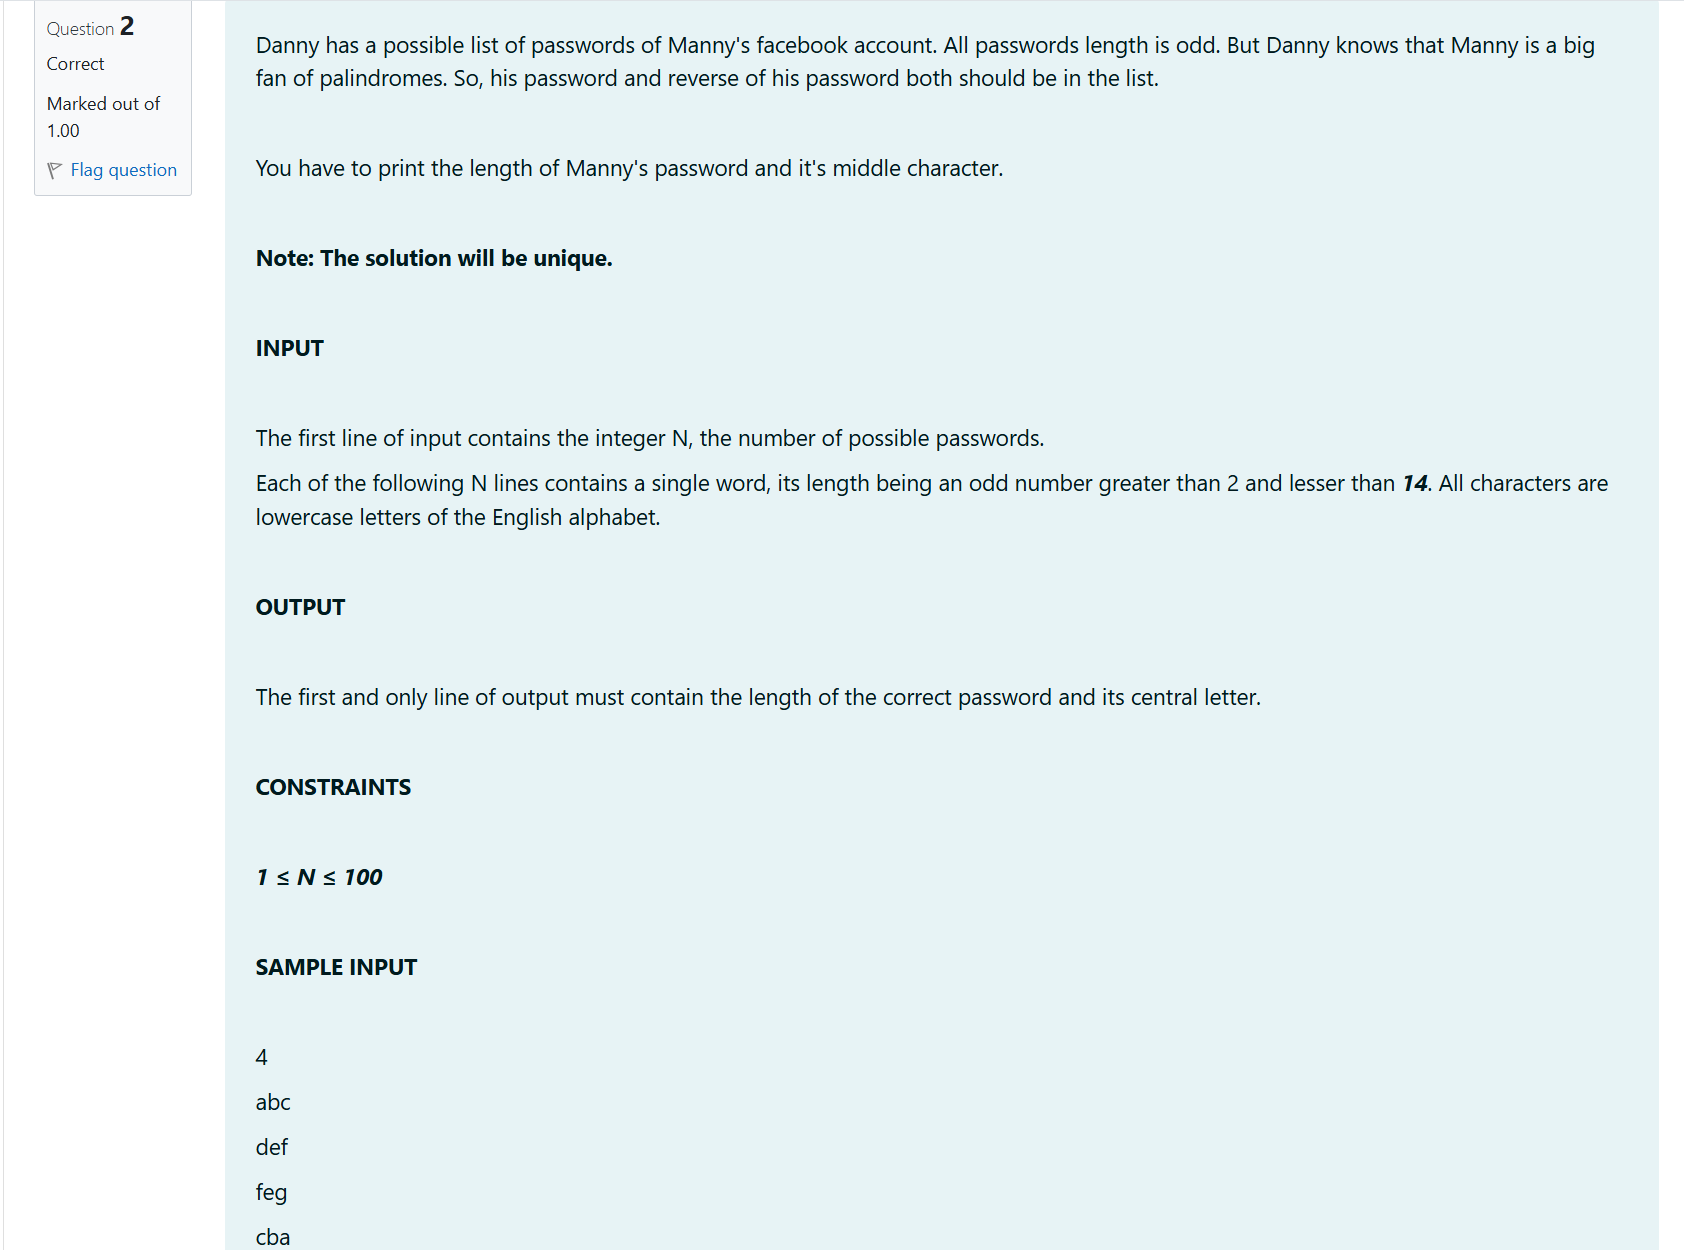 Question 2
Correct
Marked out of
1.00
Flag question
Danny has a possible list of passwords of Manny's facebook account. All passwords length is odd. But Danny knows that Manny is a big
fan of palindromes. So, his password and reverse of his password both should be in the list.
You have to print the length of Manny's password and it's middle character.
Note: The solution will be unique.
INPUT
The first line of input contains the integer N, the number of possible passwords.
Each of the following N lines contains a single word, its length being an odd number greater than 2 and lesser than 14. All characters are
lowercase letters of the English alphabet.
OUTPUT
The first and only line of output must contain the length of the correct password and its central letter.
CONSTRAINTS
1 ≤ N ≤ 100
SAMPLE INPUT
4
abc
def
feg
cba